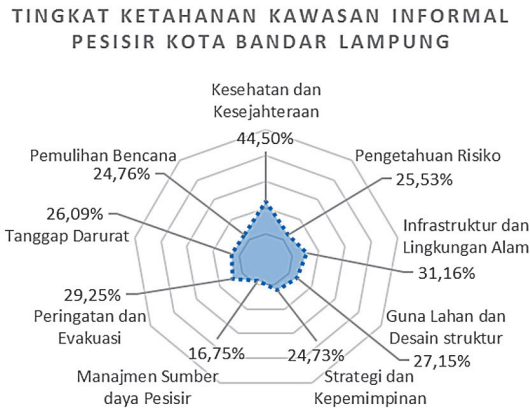 TINGKAT KETAHANAN KAWASAN INFORMAL
PESISIR KOTA BANDAR LAMPUNG
Kesehatan dan
Kesejahteraan
44,50%
Pengetahuan Risiko
25,53%
Infrastruktur dan
Lingkungan Alam
31,16%
Guna Lahan dan
Desain struktur
27,15%
Strategi dan
Kepemimpinan
24,73%
Manajmen Sumber
daya Pesisir
16,75%
Peringatan dan
Evakuasi
29,25%
Tanggap Darurat
26,09%
Pemulihan Bencana
24,76%